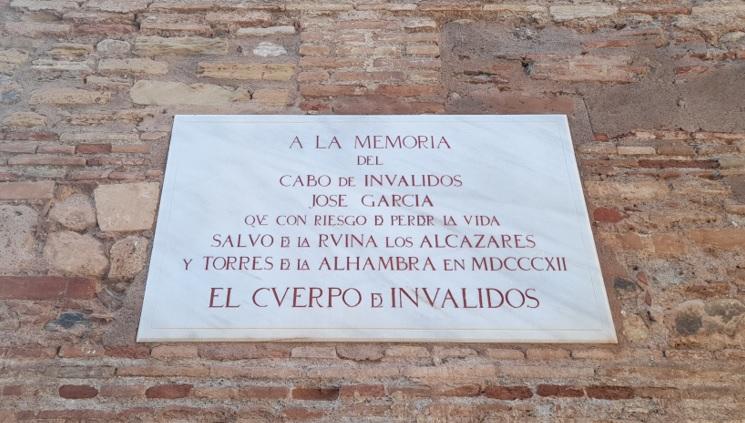 A LA MEMORIA
DEL
CABO DE INVALIDOS
JOSE GARCIA
QVE CON RIESGO D PERDR LA VIDA
SALVO D LA RVINA LOS ALCAZARES
Y TORRES D LA ALHAMBRA EN MDCCCXII
EL CVERPO D INVALIDOS